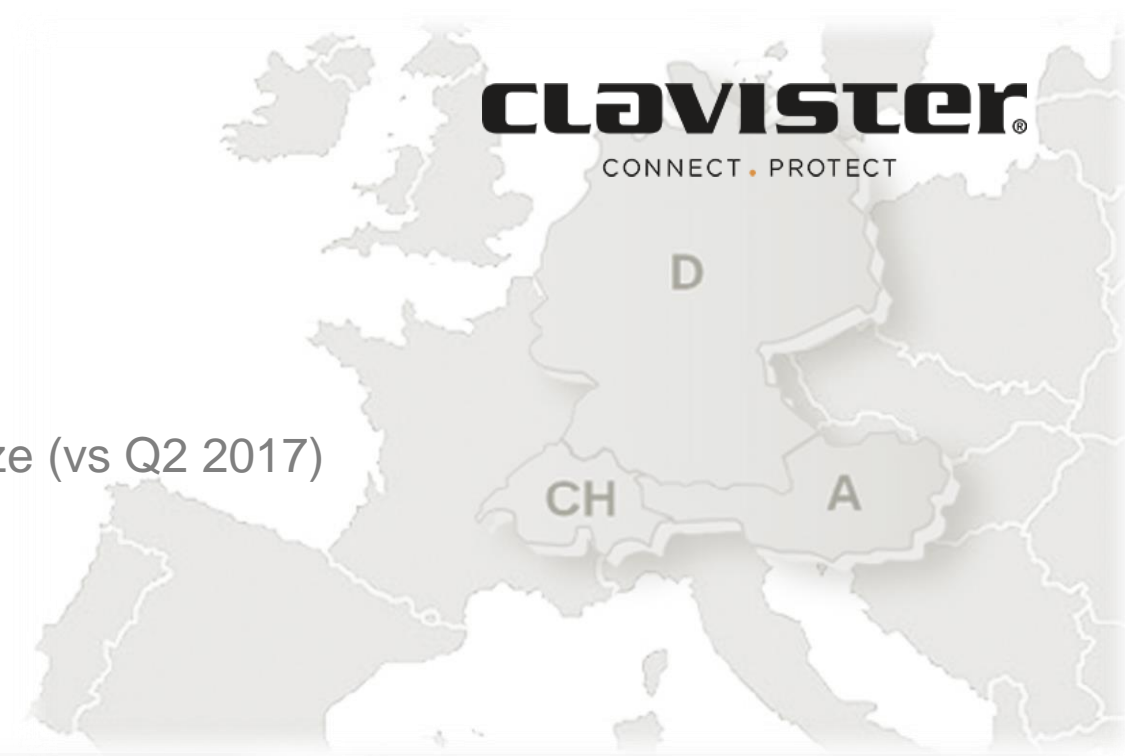 CLAVISTER®
CONNECT. PROTECT
D
ze (vs Q2 2017)
CH
A